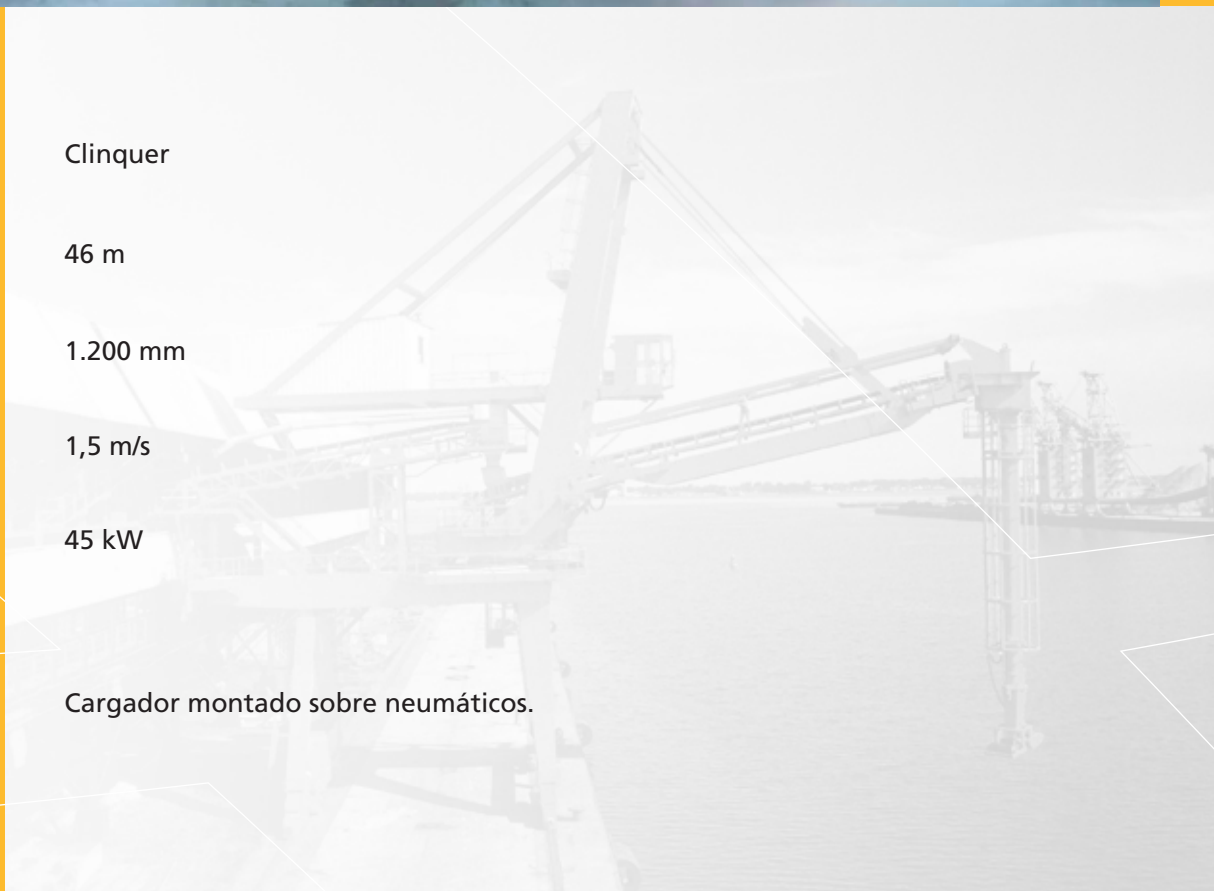 Clinquer
46 m
1.200 mm
1,5 m/s
45 kW
Cargador montado sobre neumáticos.